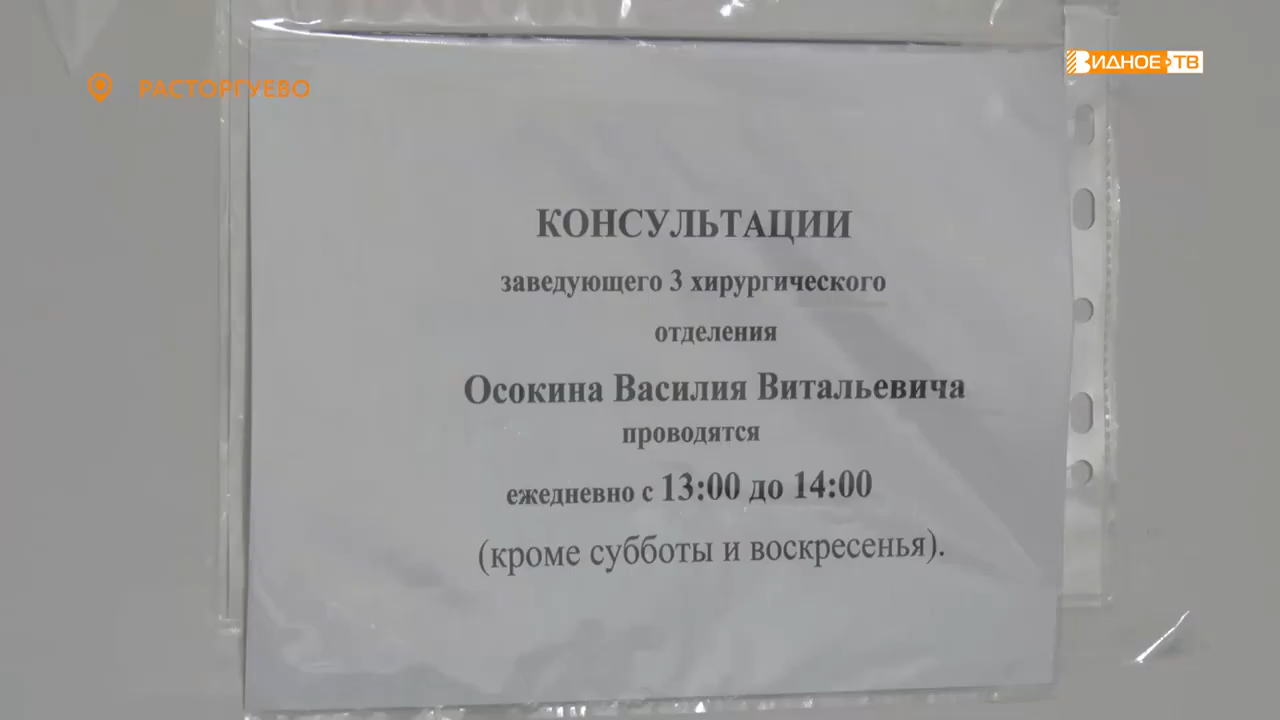 РАСТОРГУЕВО
ВИДНОЕ ТВ
КОНСУЛЬТАЦИИ
заведующего 3 хирургического
отделения
Осокина Василия Витальевича
проводятся
ежедневно с 13:00 до 14:00
(кроме субботы и воскресенья).